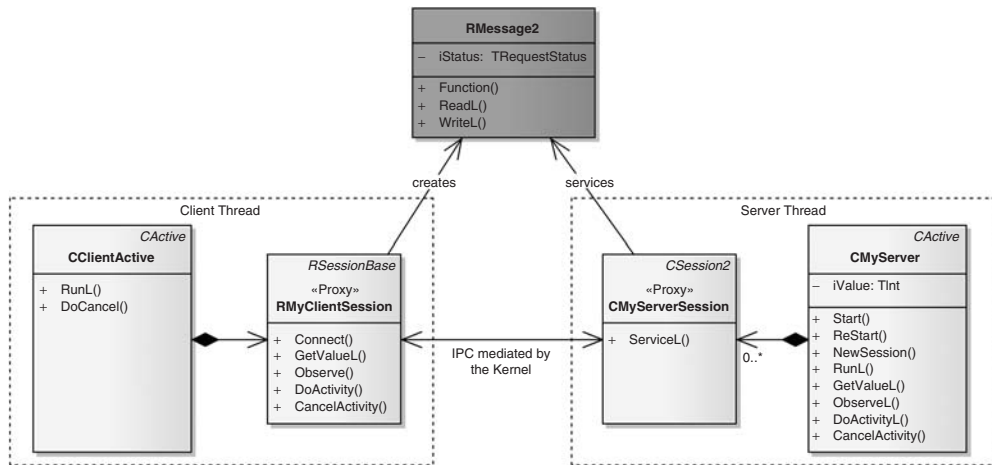 RMessage2
– iStatus: TRequestStatus
+ Function()
+ ReadL()
+ WriteL()
creates
services
Client Thread
Server Thread
CActive
CClientActive
+ RunL()
+ DoCancel()
RSessionBase
«Proxy»
RMyClientSession
+ Connect()
+ GetValueL()
+ Observe()
+ DoActivity()
+ CancelActivity()
IPC mediated by
the Kernel
CSession2
«Proxy»
CMyServerSession
+ ServiceL()
0..*
CActive
CMyServer
– iValue: TInt
+ Start()
+ ReStart()
+ NewSession()
+ RunL()
+ GetValueL()
+ ObserveL()
+ DoActivityL()
+ CancelActivity()